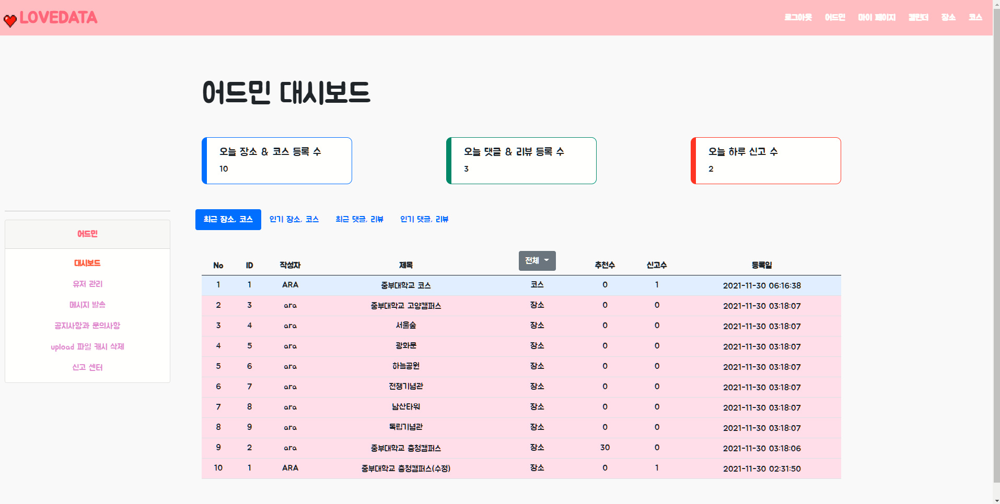 LOVEDATA
로그아웃 어드민 마이 페이지 캘린더 장소 코스
어드민 대시보드
오늘 장소 & 코스 등록 수
10
오늘 댓글 & 리뷰 등록 수
3
오늘 하루 신고 수
2
최근 장소, 코스 인기 장소, 코스 최근 댓글, 리뷰 인기 댓글, 리뷰
어드민
대시보드
유저 관리
메시지 발송
공지사항과 문의사항
upload 파일 캐시 삭제
신고 센터
No ID 작성자 제목 전체 추천수 신고수 등록일
1 1 ARA 중부대학교 코스 코스 0 1 2021-11-30 06:16:38
2 3 ara 중부대학교 고양캠퍼스 장소 0 0 2021-11-30 03:18:07
3 4 ara 서울숲 장소 0 0 2021-11-30 03:18:07
4 5 ara 광화문 장소 0 0 2021-11-30 03:18:07
5 6 ara 하늘공원 장소 0 0 2021-11-30 03:18:07
6 7 ara 전쟁기념관 장소 0 0 2021-11-30 03:18:07
7 8 ara 남산타워 장소 0 0 2021-11-30 03:18:07
8 9 ara 독립기념관 장소 0 0 2021-11-30 03:18:07
9 2 ara 중부대학교 충청캠퍼스 장소 30 0 2021-11-30 03:18:06
10 1 ARA 중부대학교 충청캠퍼스(수정) 장소 0 1 2021-11-30 02:31:50